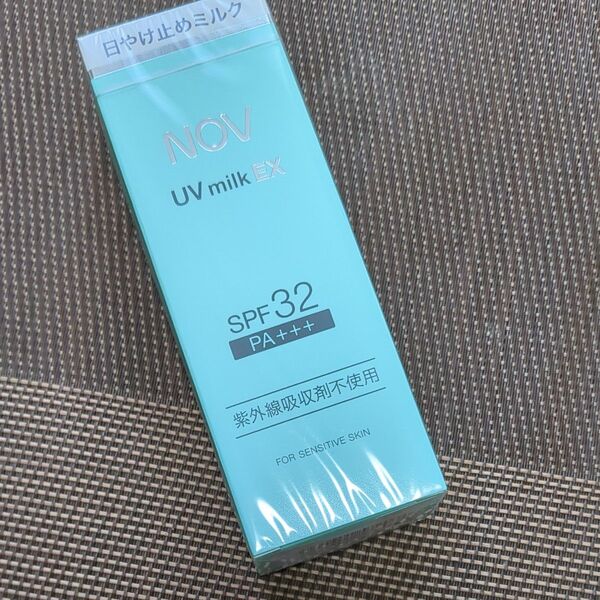 日やけ止めミルク
NOV
UV milk EX
SPF32
PA+++
紫外線吸収剤不使用
FOR SENSITIVE SKIN